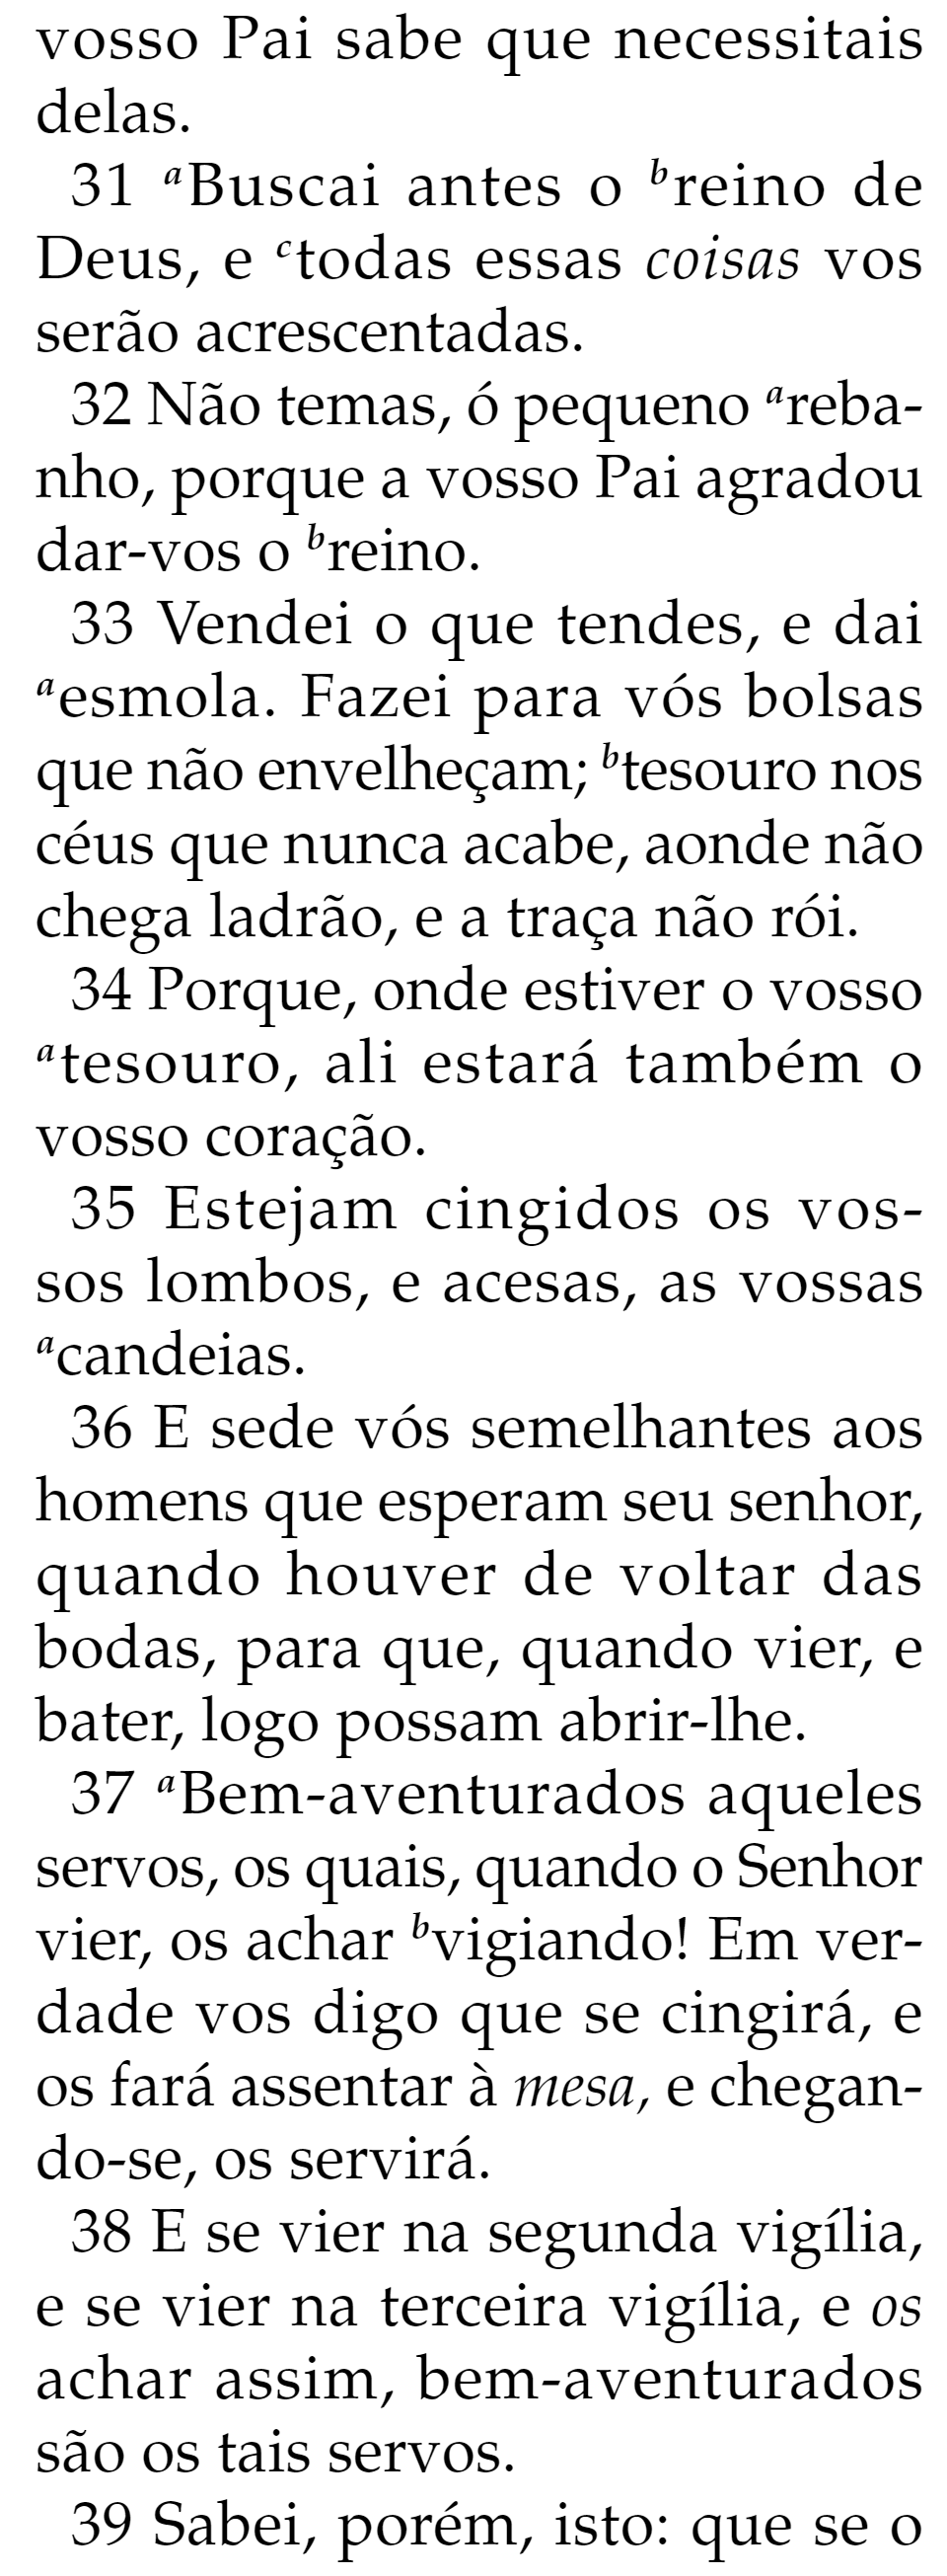 vosso Pai sabe que necessitais
delas.
31 aBuscai antes o breino de
Deus, e ctodas essas coisas vos
serão acrescentadas.
32 Não temas, ó pequeno areba-
nho, porque a vosso Pai agradou
dar-vos o breino.
33 Vendei o que tendes, e dai
aesmola. Fazei para vós bolsas
que não envelheçam; btesouro nos
céus que nunca acabe, aonde não
chega ladrão, e a traça não rói.
34 Porque, onde estiver o vosso
atesouro, ali estará também o
vosso coração.
35 Estejam cingidos os vos-
sos lombos, e acesas, as vossas
acandeias.
36 E sede vós semelhantes aos
homens que esperam seu senhor,
quando houver de voltar das
bodas, para que, quando vier, e
bater, logo possam abrir-lhe.
37 aBem-aventurados aqueles
servos, os quais, quando o Senhor
vier, os achar bvigiando! Em ver-
dade vos digo que se cingirá, e
os fará assentar à mesa, e chegan-
do-se, os servirá.
38 E se vier na segunda vigília,
e se vier na terceira vigília, e os
achar assim, bem-aventurados
são os tais servos.
39 Sabei, porém, isto: que se o